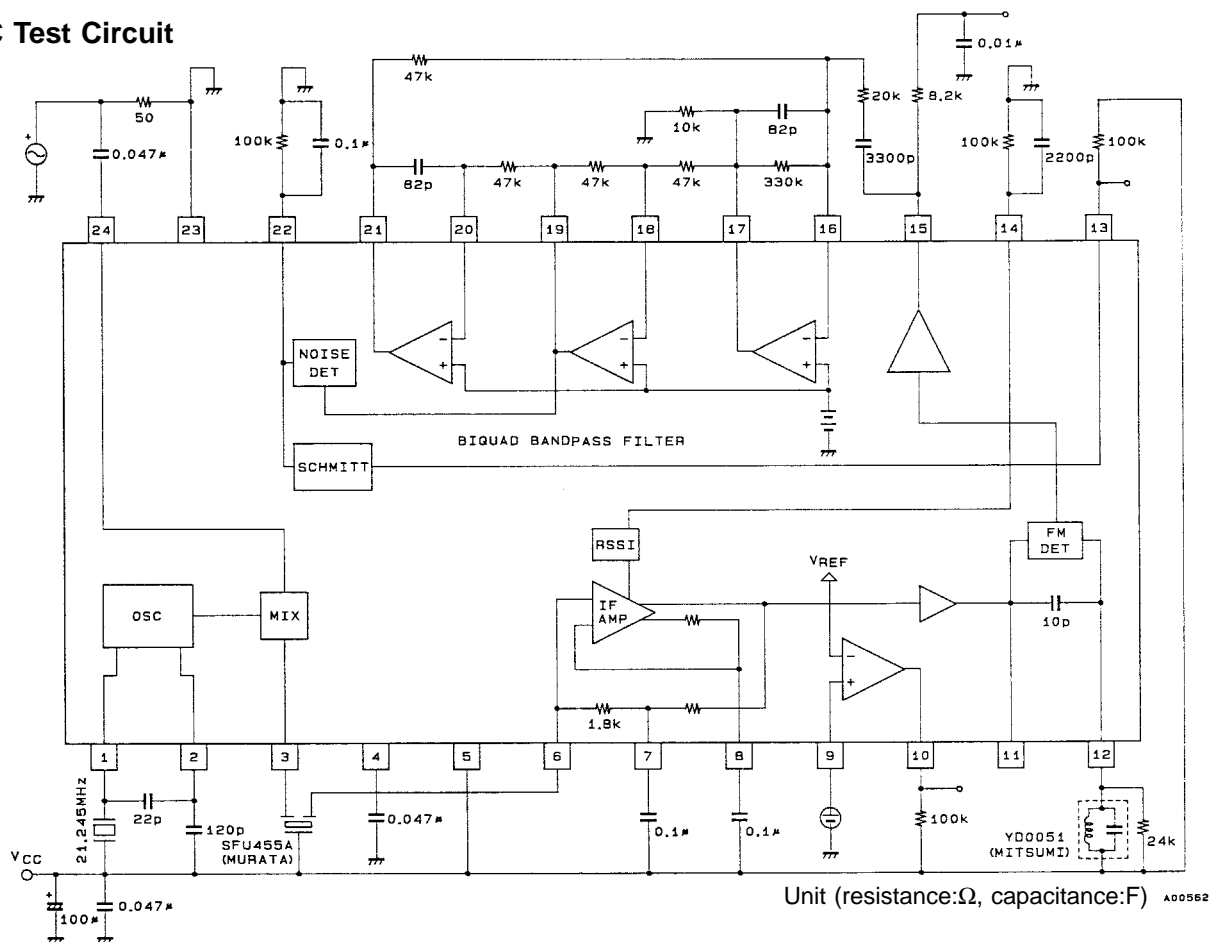 C Test Circuit
47k
0.01μ
50
20k
8.2k
100k
0.1μ
10k
82p
100k
2200p
100k
0.047μ
3300p
82p
47k
47k
47k
330k
24
23
22
21
20
19
18
17
16
15
14
13
NOISE
DET
-
+
-
+
-
+
BIQUAD BANDPASS FILTER
SCHMITT
RSSI
FM
DET
VREF
OSC
MIX
IF
AMP
10p
-
+
1.8k
1
2
3
4
5
6
7
8
9
10
11
12
21.245MHz
22p
120p
SFU455A
(MURATA)
0.047μ
0.1μ
0.1μ
100k
YD0051
(MITSUMI)
24k
VCC
+
100μ
0.047μ
Unit (resistance:Ω, capacitance:F)
A00562